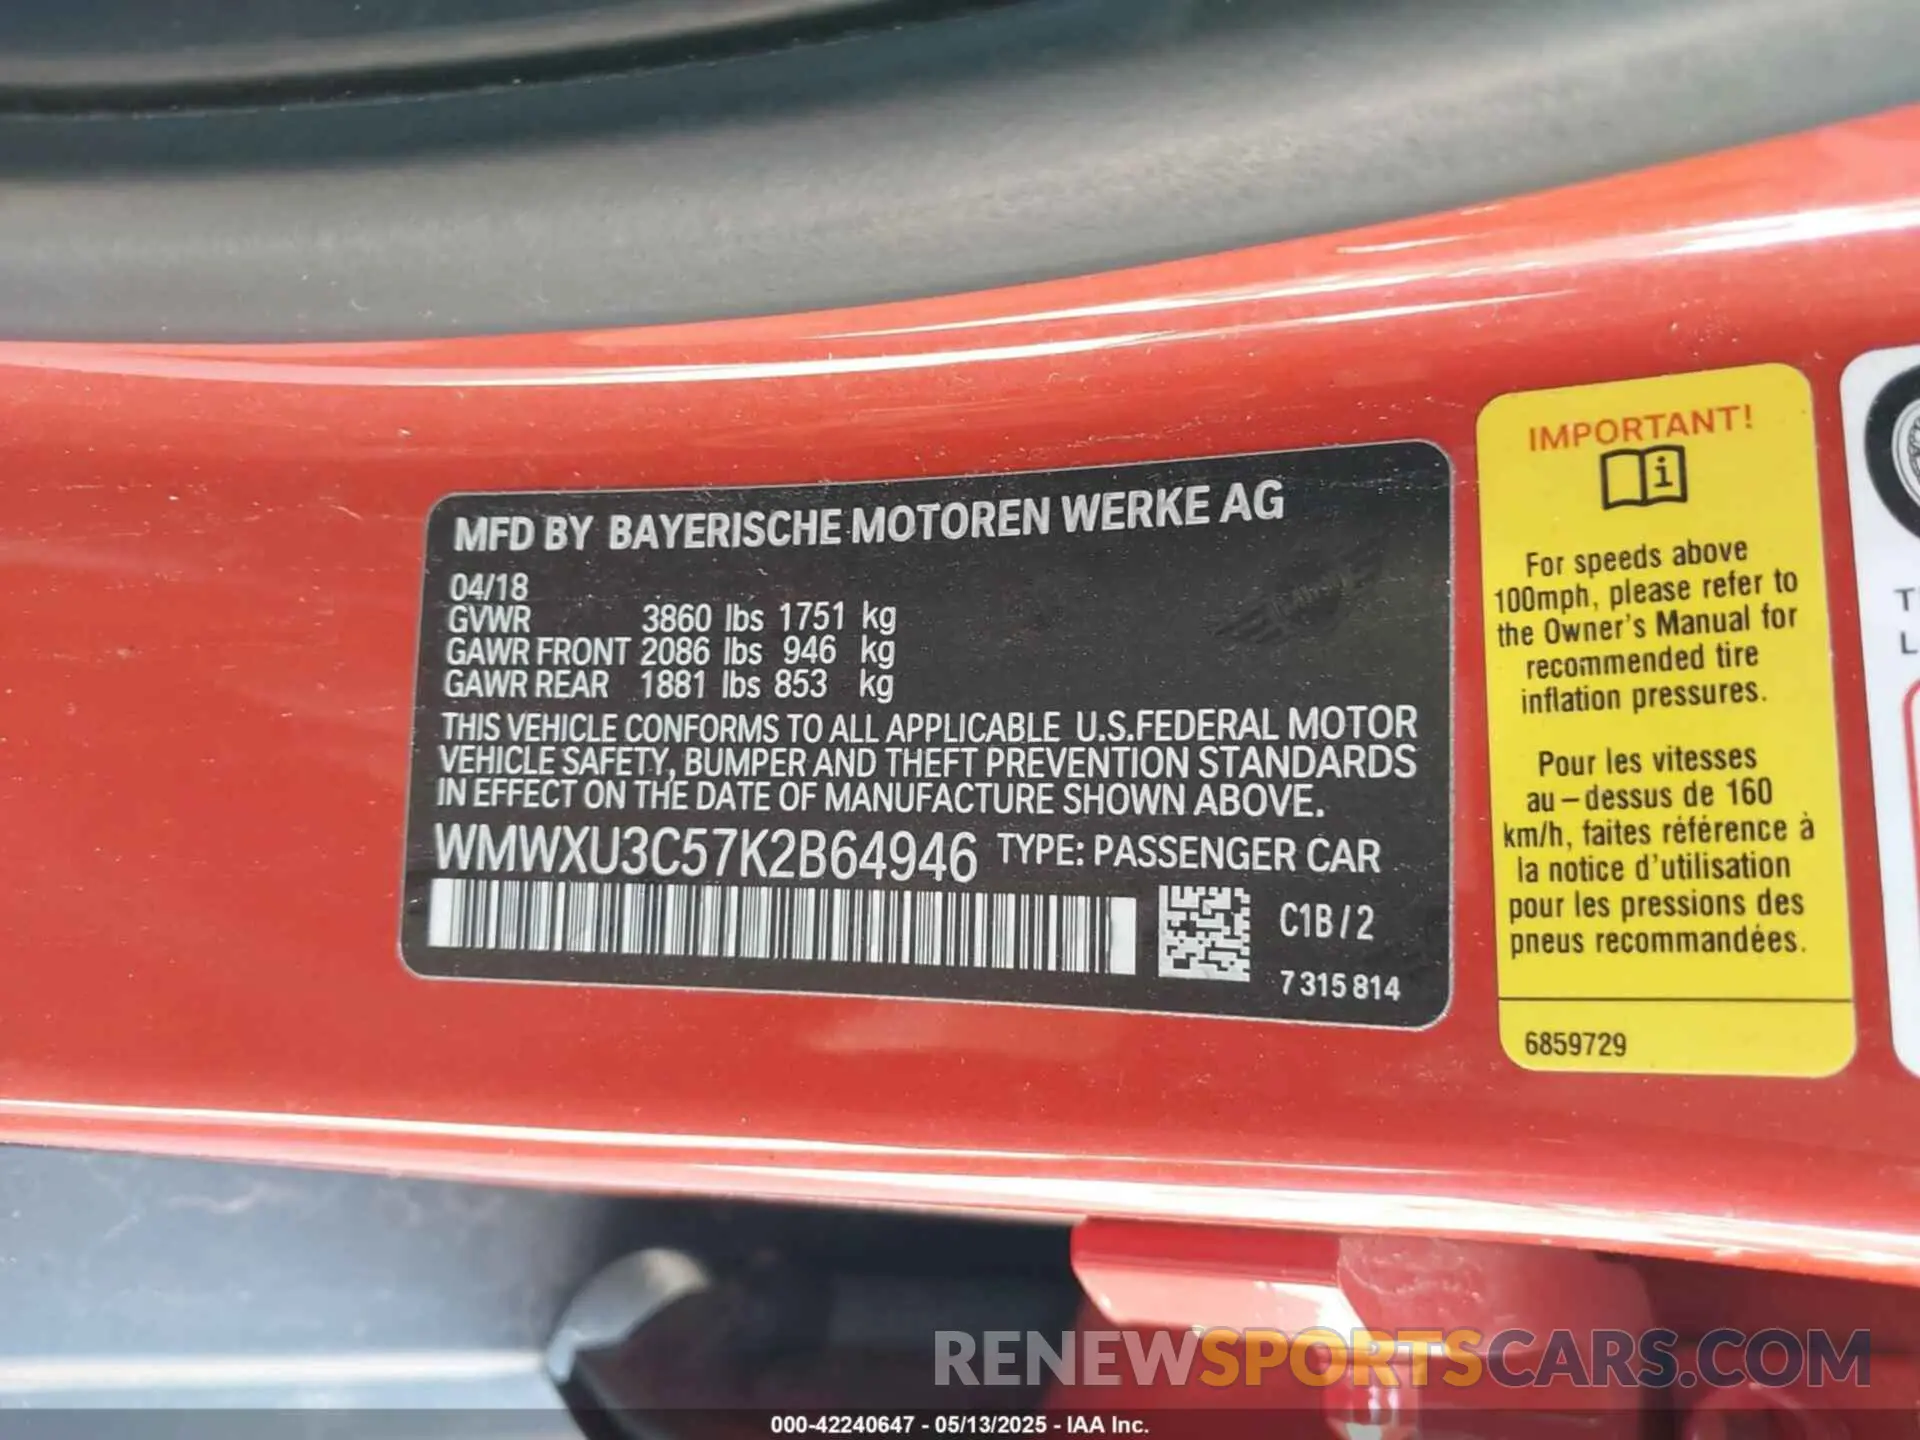 MFD BY BAYERISCHE MOTOREN WERKE AG
04/18
GVWR 3860 lbs 1751 kg
GAWR FRONT 2086 lbs 946 kg
GAWR REAR 1881 lbs 853 kg
THIS VEHICLE CONFORMS TO ALL APPLICABLE U.S.FEDERAL MOTOR
VEHICLE SAFETY, BUMPER AND THEFT PREVENTION STANDARDS
IN EFFECT ON THE DATE OF MANUFACTURE SHOWN ABOVE.
WMWXU3C57K2B64946 TYPE: PASSENGER CAR
C1B/2
7 315 814
IMPORTANT!
For speeds above
100mph, please refer to
the Owner's Manual for
recommended tire
inflation pressures.
Pour les vitesses
au-dessus de 160
km/h, faites référence à
la notice d'utilisation
pour les pressions des
pneus recommandées.
6859729
RENEWSPORTSCARS.COM
000-42240647 - 05/13/2025 - IAA Inc.